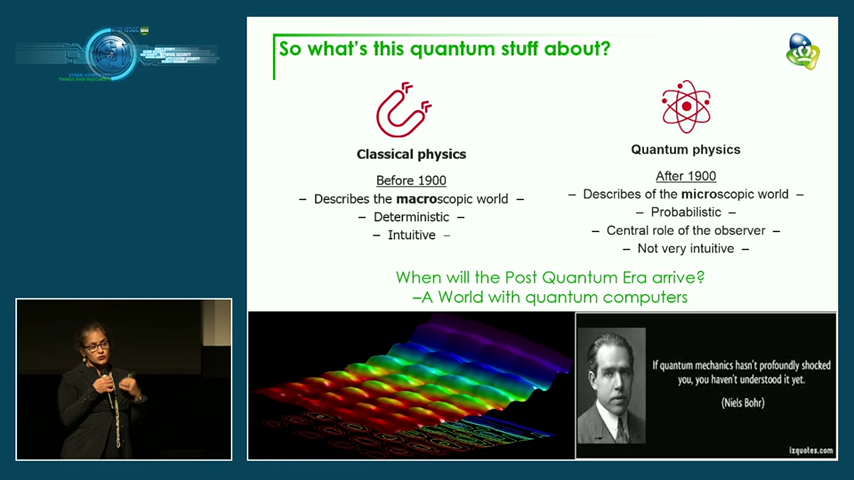 So what's this quantum stuff about?
Classical physics
Before 1900
– Describes the macroscopic world –
– Deterministic –
– Intuitive –
Quantum physics
After 1900
– Describes of the microscopic world –
– Probabilistic –
– Central role of the observer –
– Not very intuitive –
When will the Post Quantum Era arrive?
–A World with quantum computers
If quantum mechanics hasn't profoundly shocked
you, you haven't understood it yet.
(Niels Bohr)
izquotes.com